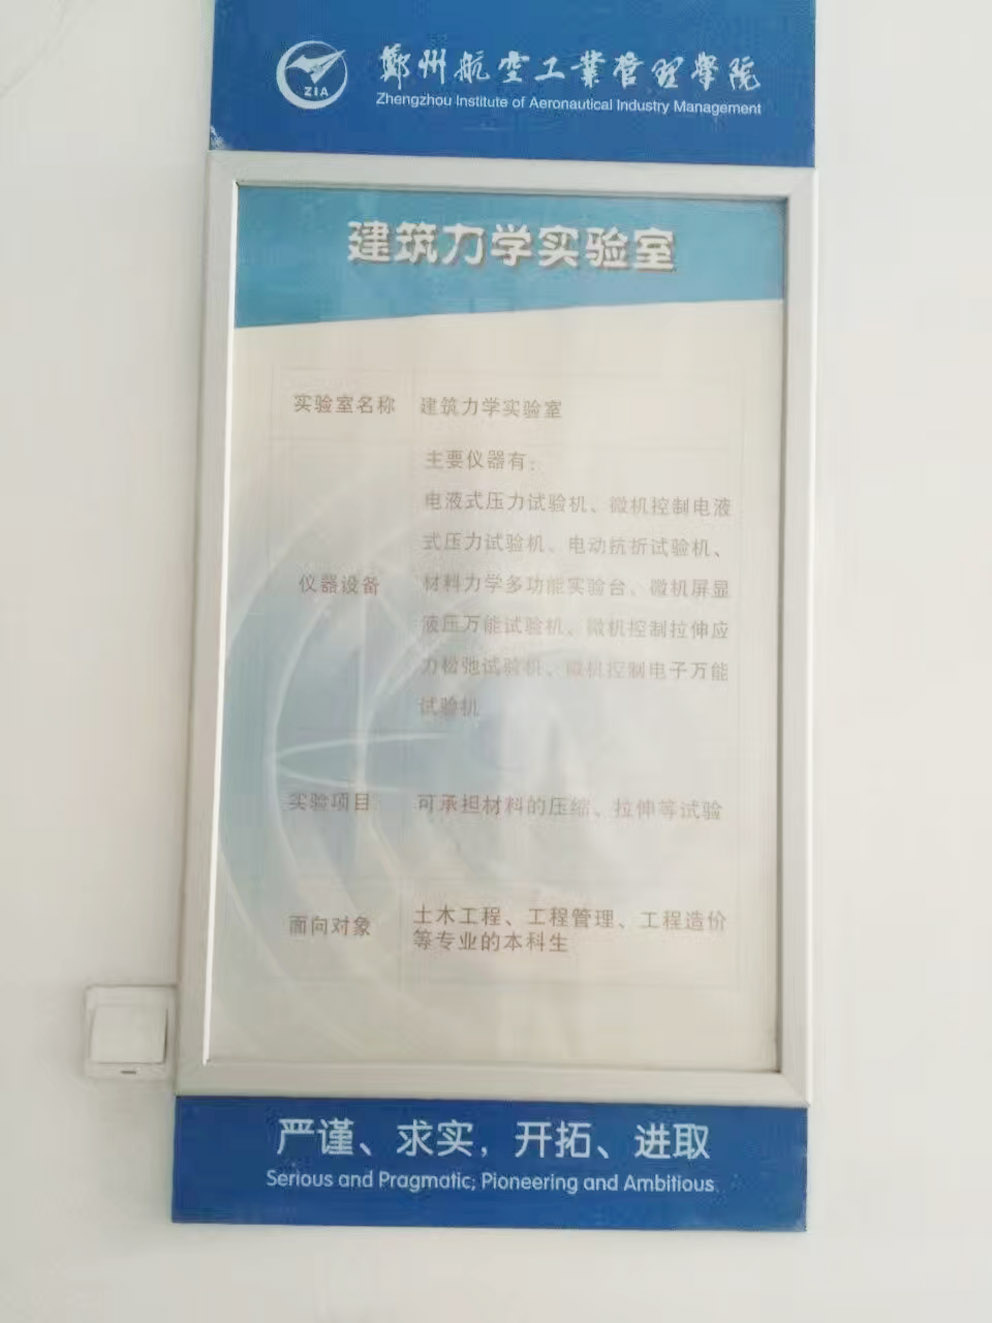 ZIA
鄭州航空工業管理學院
Zhengzhou Institute of Aeronautical Industry Management
建筑力学实验室
实验室名称 建筑力学实验室
主要仪器有：
电液式压力试验机、微机控制电液
式压力试验机、电动抗折试验机、
仪器设备 材料力学多功能实验台、微机屏显
液压万能试验机、微机控制拉伸应
力松弛试验机、微机控制电子万能
试验机
实验项目 可承担材料的压缩、拉伸等试验
面向对象 土木工程、工程管理、工程造价
等专业的本科生
严谨、求实，开拓、进取
Serious and Pragmatic; Pioneering and Ambitious